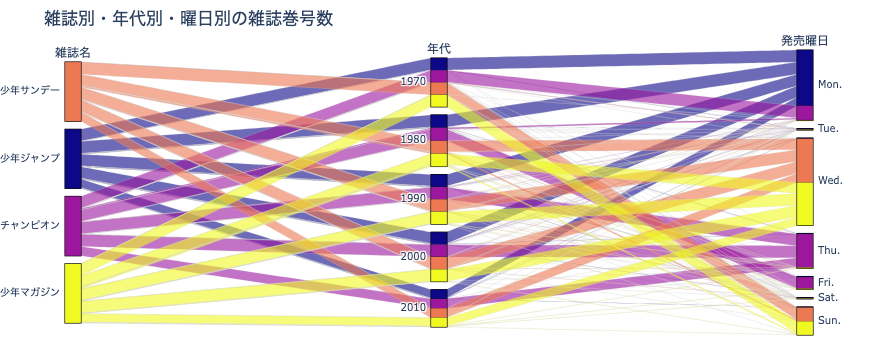 雑誌別・年代別・曜日別の雑誌巻号数
雑誌名
年代
発売曜日
少年サンデー
少年ジャンプ
チャンピオン
少年マガジン
1970
1980
1990
2000
2010
Mon.
Tue.
Wed.
Thu.
Fri.
Sat.
Sun.